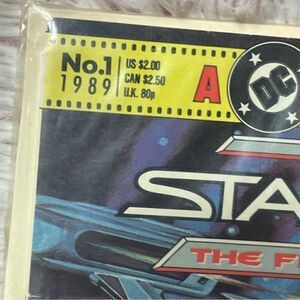 No.1
1989
US $2.00
CAN $2.50
U.K. 80p
A
DC
STA
THE F